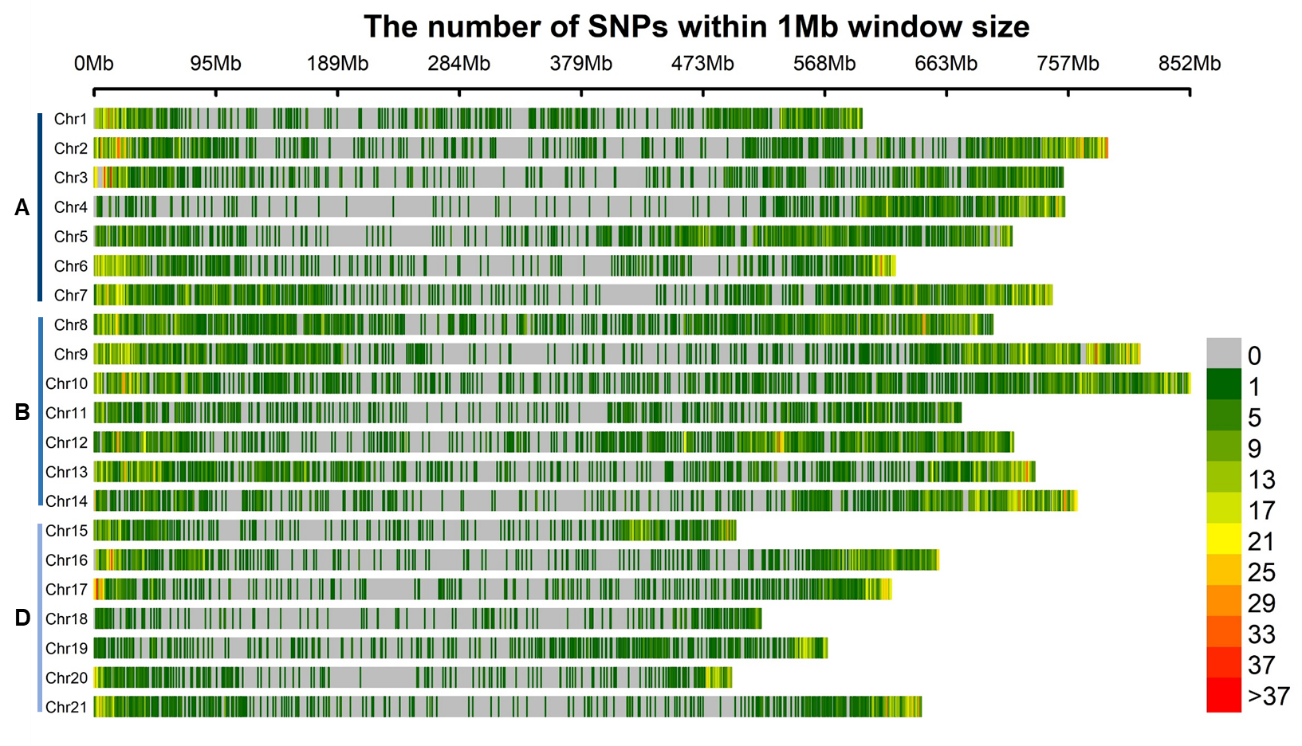 The number of SNPs within 1Mb window size
0Mb 95Mb 189Mb 284Mb 379Mb 473Mb 568Mb 663Mb 757Mb 852Mb
Chr1
Chr2
Chr3
A Chr4
Chr5
Chr6
Chr7
Chr8
Chr9
Chr10
B Chr11
Chr12
Chr13
Chr14
Chr15
Chr16
Chr17
D Chr18
Chr19
Chr20
Chr21
0
1
5
9
13
17
21
25
29
33
37
>37